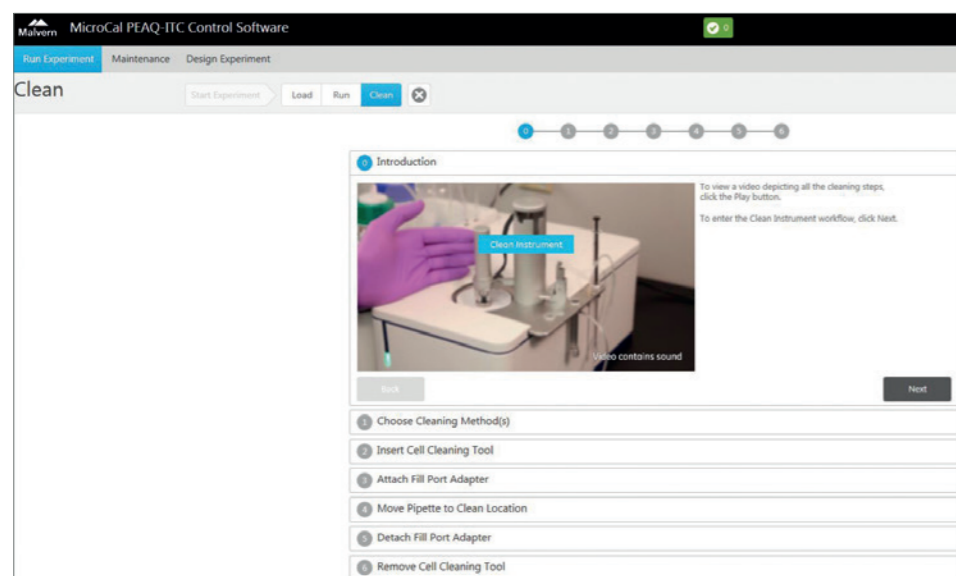 Malvern MicroCal PEAQ-ITC Control Software
0
Run Experiment Maintenance Design Experiment
Clean
Start Experiment Load Run Clean
0 1 2 3 4 5 6
0 Introduction
To view a video depicting all the cleaning steps,
click the Play button.
To enter the Clean Instrument workflow, click Next.
Clean Instrument
Video contains sound
Back Next
1 Choose Cleaning Method(s)
2 Insert Cell Cleaning Tool
3 Attach Fill Port Adapter
4 Move Pipette to Clean Location
5 Detach Fill Port Adapter
6 Remove Cell Cleaning Tool